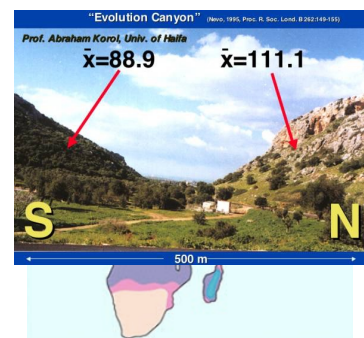 "Evolution Canyon" (Nevo, 1995, Proc. R. Soc. Lond. B 262:149-155)
Prof. Abraham Korol, Univ. of Haifa
x̄=88.9 x̄=111.1
S N
500 m